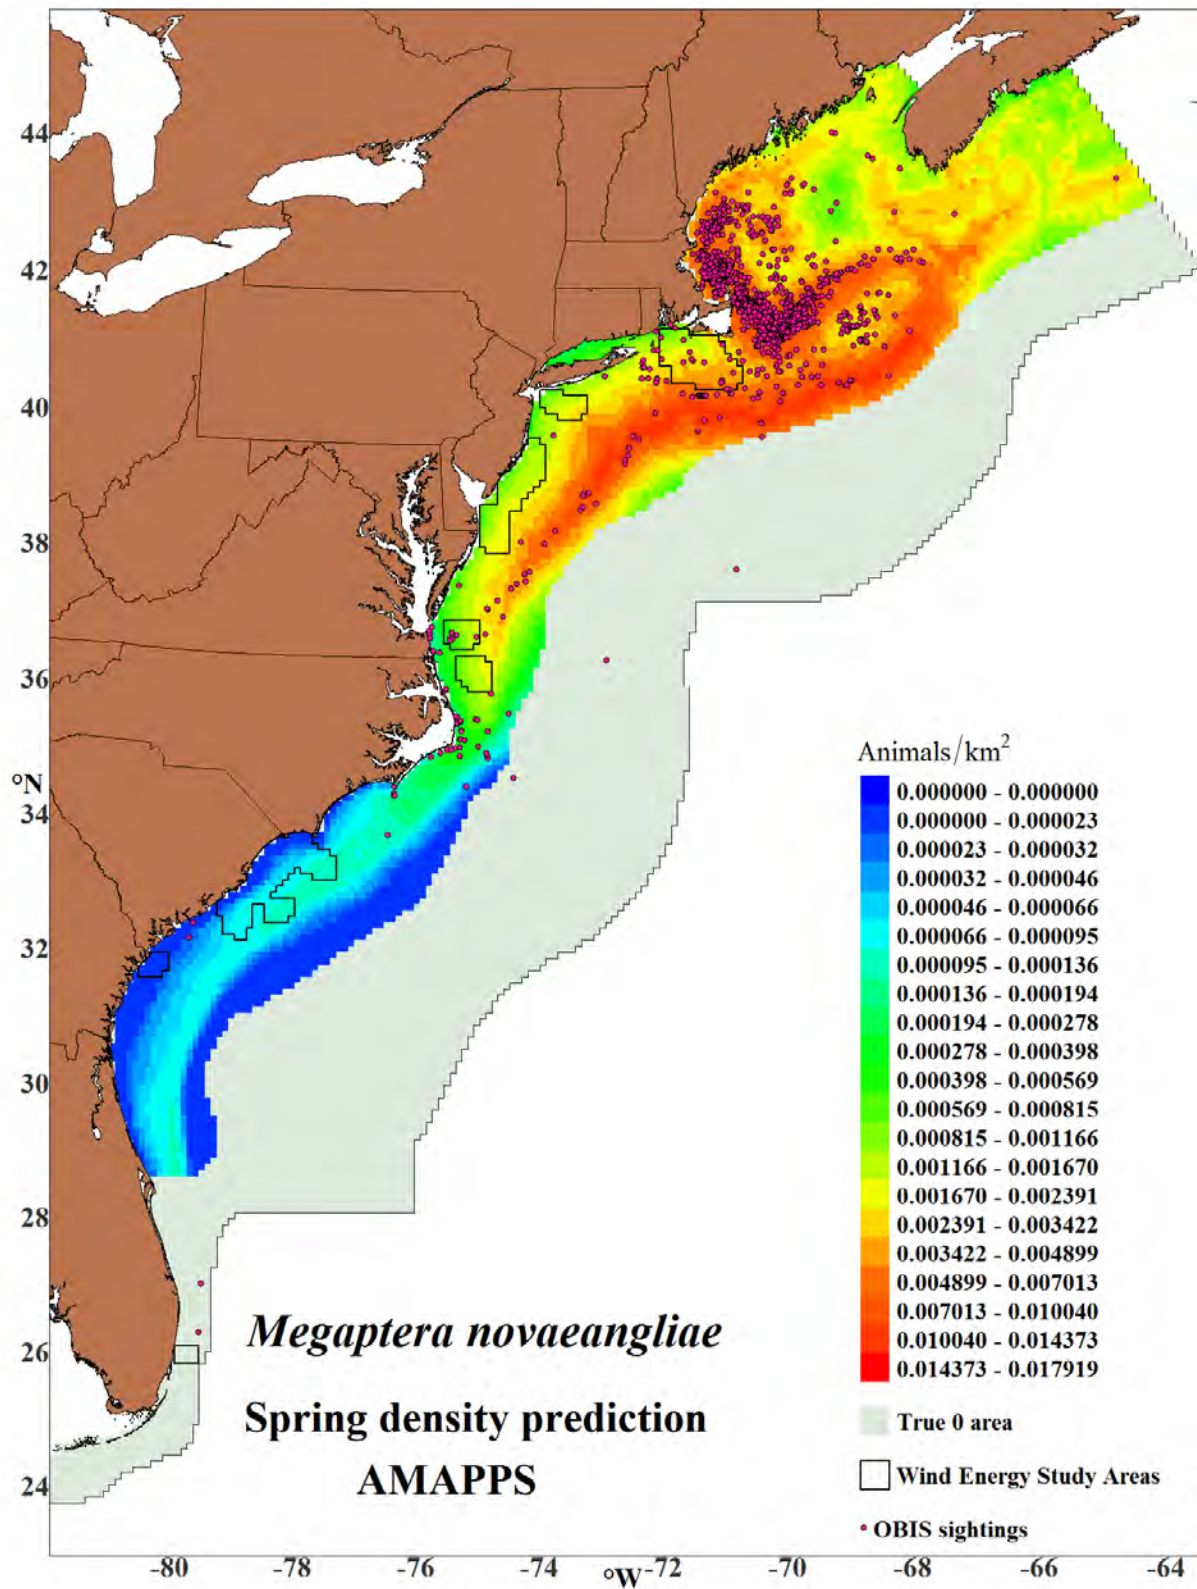 44
42
40
38
36
°N
34
32
30
28
26
24
Animals/km²
0.000000 - 0.000000
0.000000 - 0.000023
0.000023 - 0.000032
0.000032 - 0.000046
0.000046 - 0.000066
0.000066 - 0.000095
0.000095 - 0.000136
0.000136 - 0.000194
0.000194 - 0.000278
0.000278 - 0.000398
0.000398 - 0.000569
0.000569 - 0.000815
0.000815 - 0.001166
0.001166 - 0.001670
0.001670 - 0.002391
0.002391 - 0.003422
0.003422 - 0.004899
0.004899 - 0.007013
0.007013 - 0.010040
0.010040 - 0.014373
0.014373 - 0.017919
True 0 area
Wind Energy Study Areas
OBIS sightings
Megaptera novaeangliae
Spring density prediction
AMAPPS
-80 -78 -76 -74 -72 -70 -68 -66 -64
°W